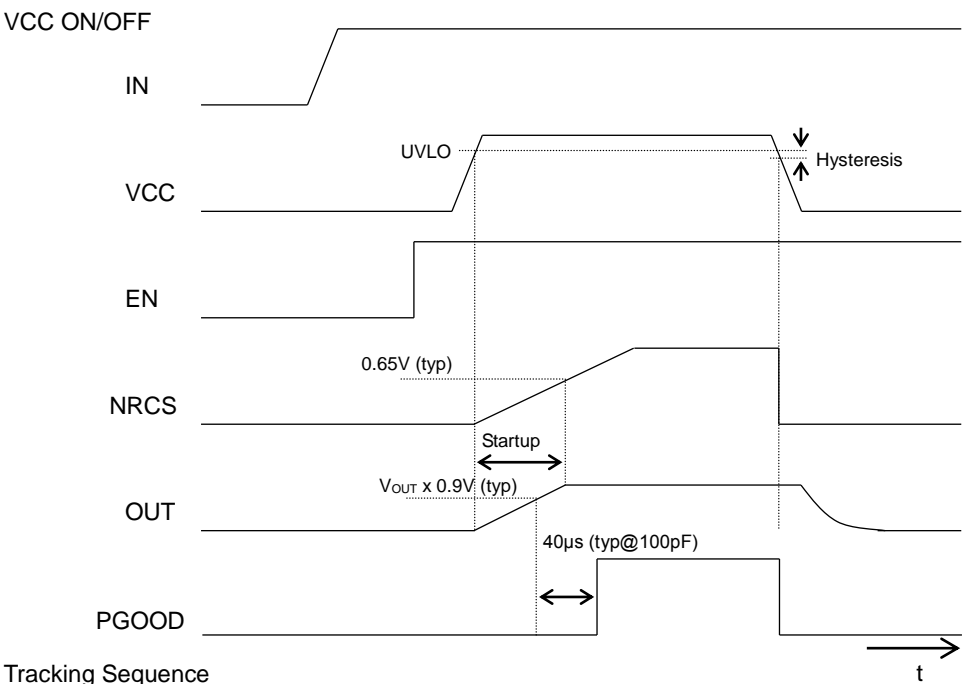 VCC ON/OFF
IN
UVLO
Hysteresis
VCC
EN
0.65V (typ)
NRCS
Startup
VOUT x 0.9V (typ)
OUT
40µs (typ@100pF)
PGOOD
t
Tracking Sequence